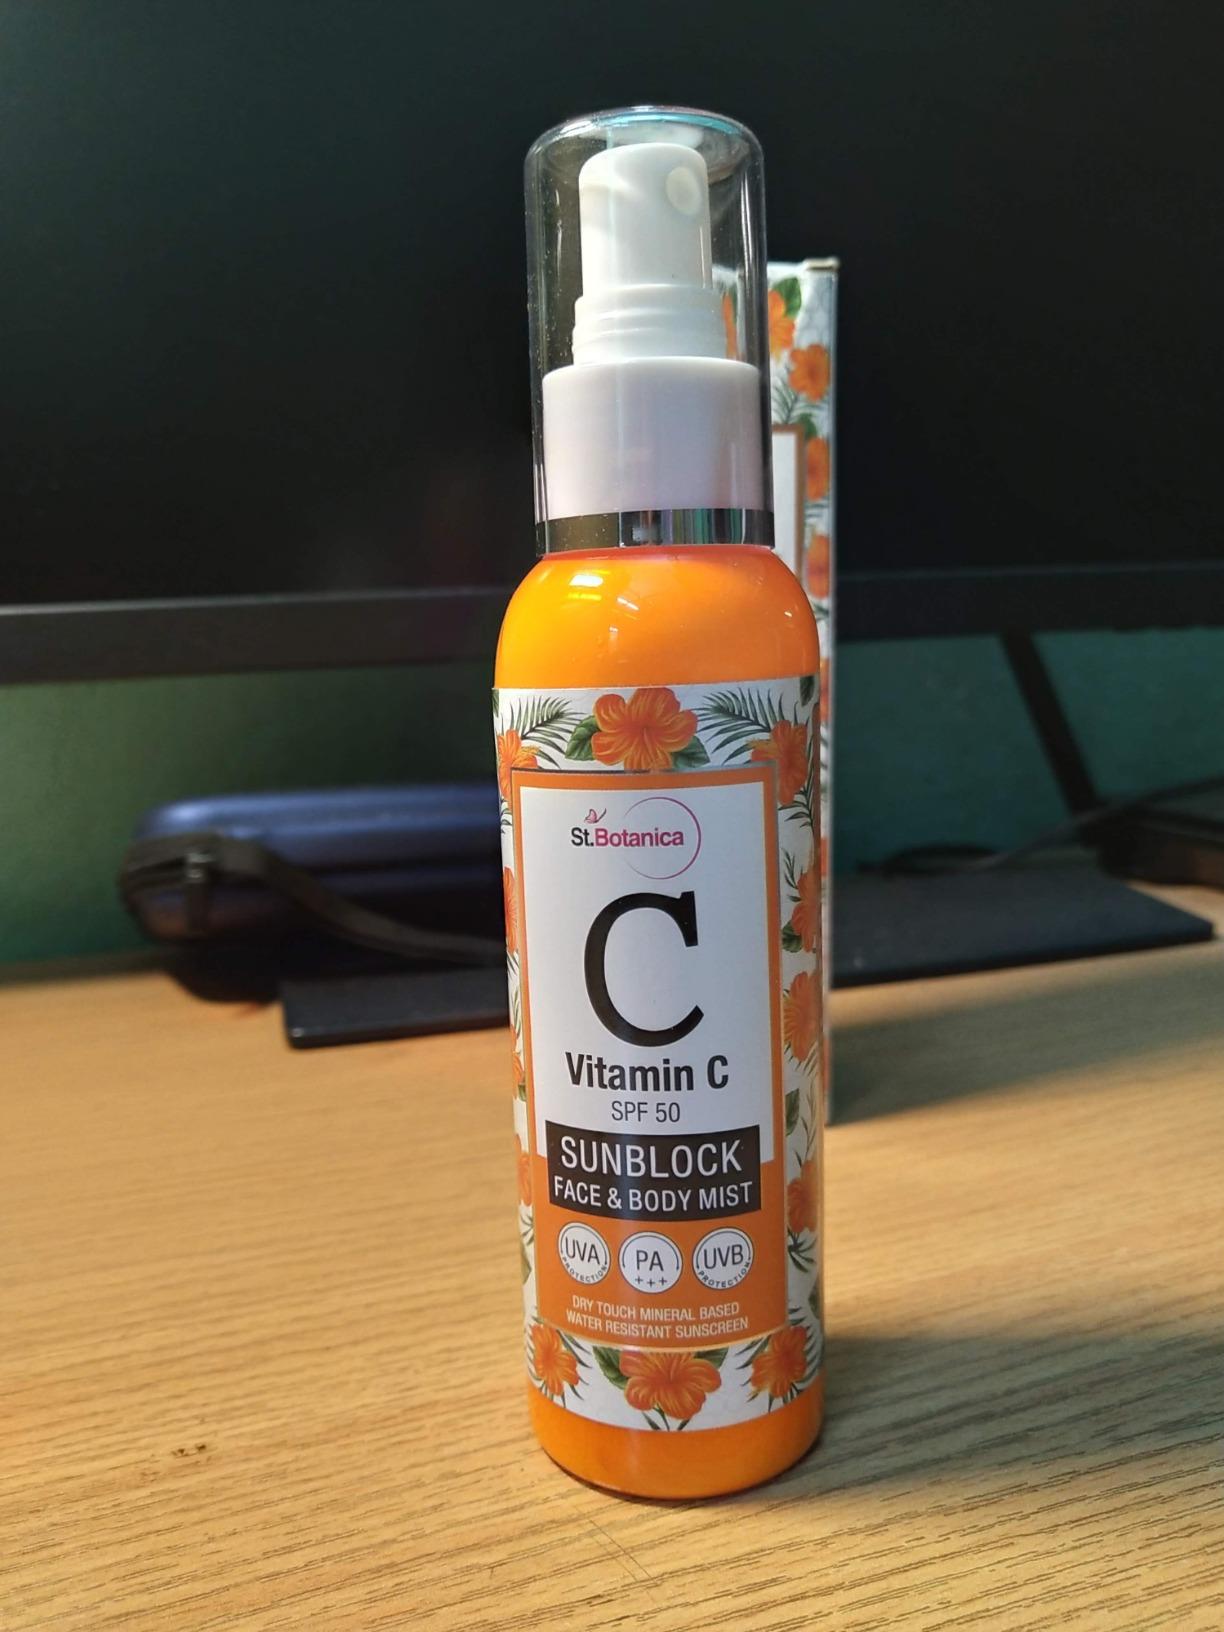 St.Botanica
C
Vitamin C
SPF 50
SUNBLOCK
FACE & BODY MIST
UVA
PROTECTION
PA
+++
UVB
PROTECTION
DRY TOUCH MINERAL BASED
WATER RESISTANT SUNSCREEN